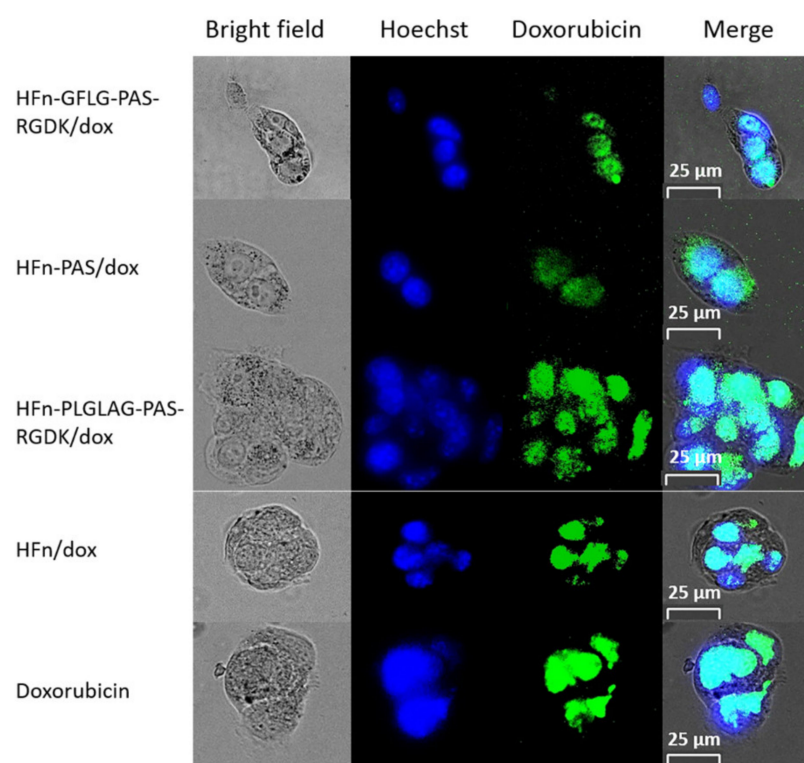 Bright field Hoechst Doxorubicin Merge
HFn-GFLG-PAS-
RGDK/dox
25 µm
HFn-PAS/dox
25 µm
HFn-PLGLAG-PAS-
RGDK/dox
25 µm
HFn/dox
25 µm
Doxorubicin
25 µm